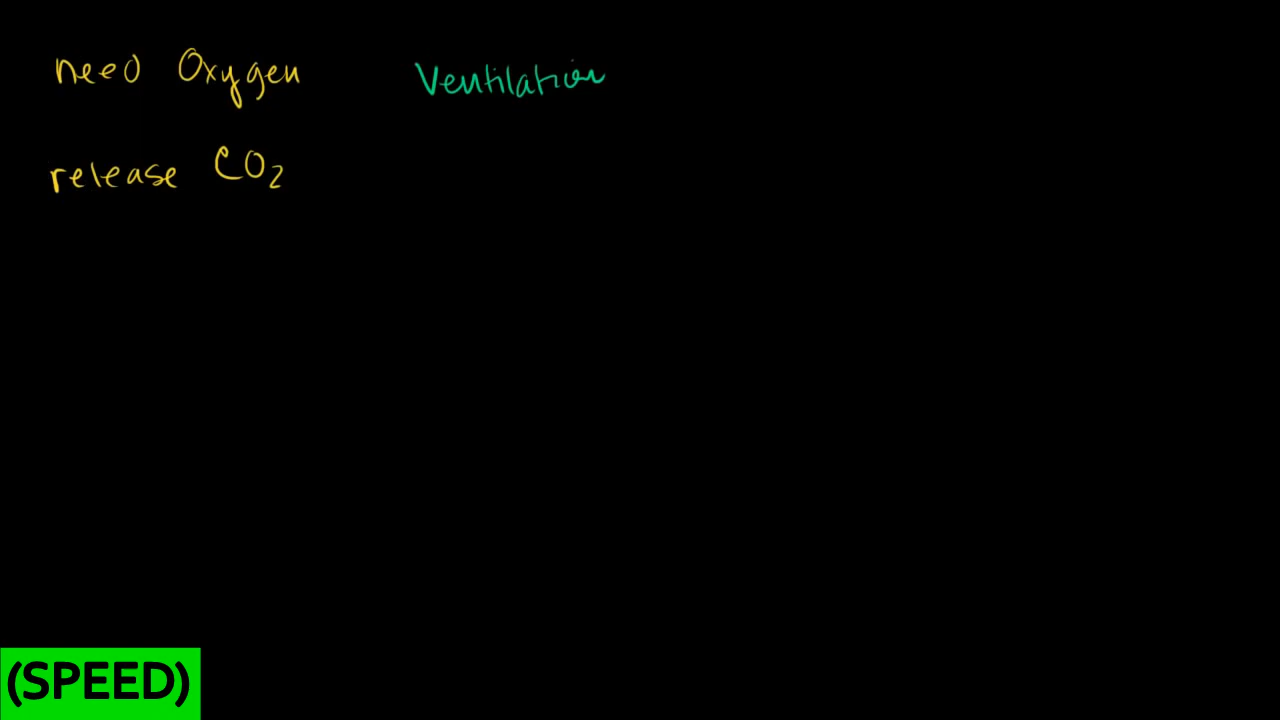 need Oxygen
Ventilation
release CO₂
(SPEED)